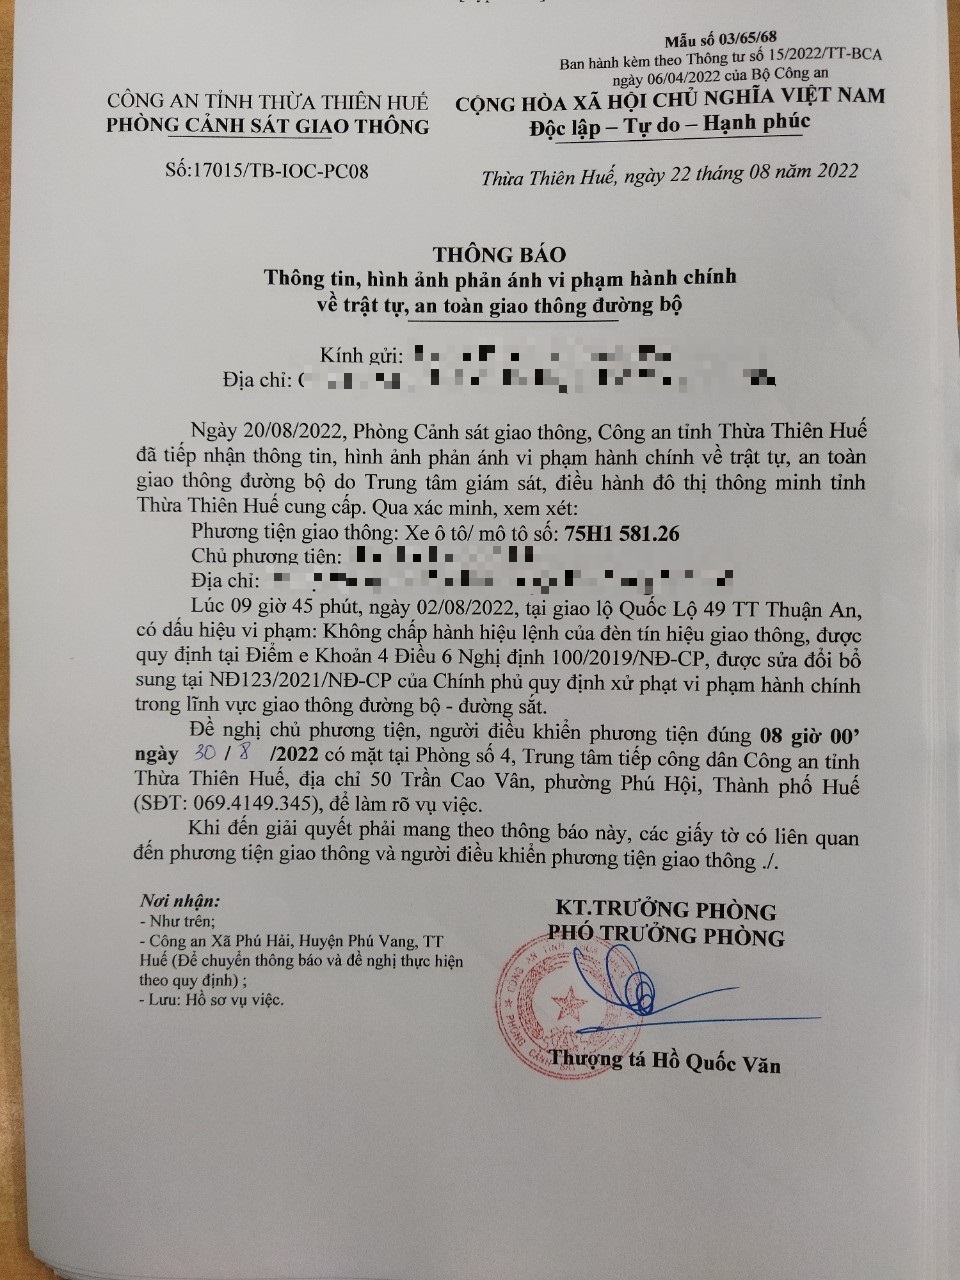 Mẫu số 03/65/68
Ban hành kèm theo Thông tư số 15/2022/TT-BCA
ngày 06/04/2022 của Bộ Công an
CÔNG AN TỈNH THỪA THIÊN HUẾ
PHÒNG CẢNH SÁT GIAO THÔNG
CỘNG HÒA XÃ HỘI CHỦ NGHĨA VIỆT NAM
Độc lập – Tự do – Hạnh phúc
Số:17015/TB-IOC-PC08
Thừa Thiên Huế, ngày 22 tháng 08 năm 2022
THÔNG BÁO
Thông tin, hình ảnh phản ánh vi phạm hành chính
về trật tự, an toàn giao thông đường bộ
Kính gửi:
Địa chỉ:
Ngày 20/08/2022, Phòng Cảnh sát giao thông, Công an tỉnh Thừa Thiên Huế
đã tiếp nhận thông tin, hình ảnh phản ánh vi phạm hành chính về trật tự, an toàn
giao thông đường bộ do Trung tâm giám sát, điều hành đô thị thông minh tỉnh
Thừa Thiên Huế cung cấp. Qua xác minh, xem xét:
Phương tiện giao thông: Xe ô tô/ mô tô số: 75H1 581.26
Chủ phương tiện:
Địa chỉ:
Lúc 09 giờ 45 phút, ngày 02/08/2022, tại giao lộ Quốc Lộ 49 TT Thuận An,
có dấu hiệu vi phạm: Không chấp hành hiệu lệnh của đèn tín hiệu giao thông, được
quy định tại Điểm e Khoản 4 Điều 6 Nghị định 100/2019/NĐ-CP, được sửa đổi bổ
sung tại NĐ123/2021/NĐ-CP của Chính phủ quy định xử phạt vi phạm hành chính
trong lĩnh vực giao thông đường bộ - đường sắt.
Đề nghị chủ phương tiện, người điều khiển phương tiện đúng 08 giờ 00’
ngày 30 / 8 /2022 có mặt tại Phòng số 4, Trung tâm tiếp công dân Công an tỉnh
Thừa Thiên Huế, địa chỉ 50 Trần Cao Vân, phường Phú Hội, Thành phố Huế
(SĐT: 069.4149.345), để làm rõ vụ việc.
Khi đến giải quyết phải mang theo thông báo này, các giấy tờ có liên quan
đến phương tiện giao thông và người điều khiển phương tiện giao thông ./.
Nơi nhận:
- Như trên;
- Công an Xã Phú Hải, Huyện Phú Vang, TT
Huế (Để chuyển thông báo và đề nghị thực hiện
theo quy định) ;
- Lưu: Hồ sơ vụ việc.
KT.TRƯỞNG PHÒNG
PHÓ TRƯỞNG PHÒNG
Thượng tá Hồ Quốc Văn